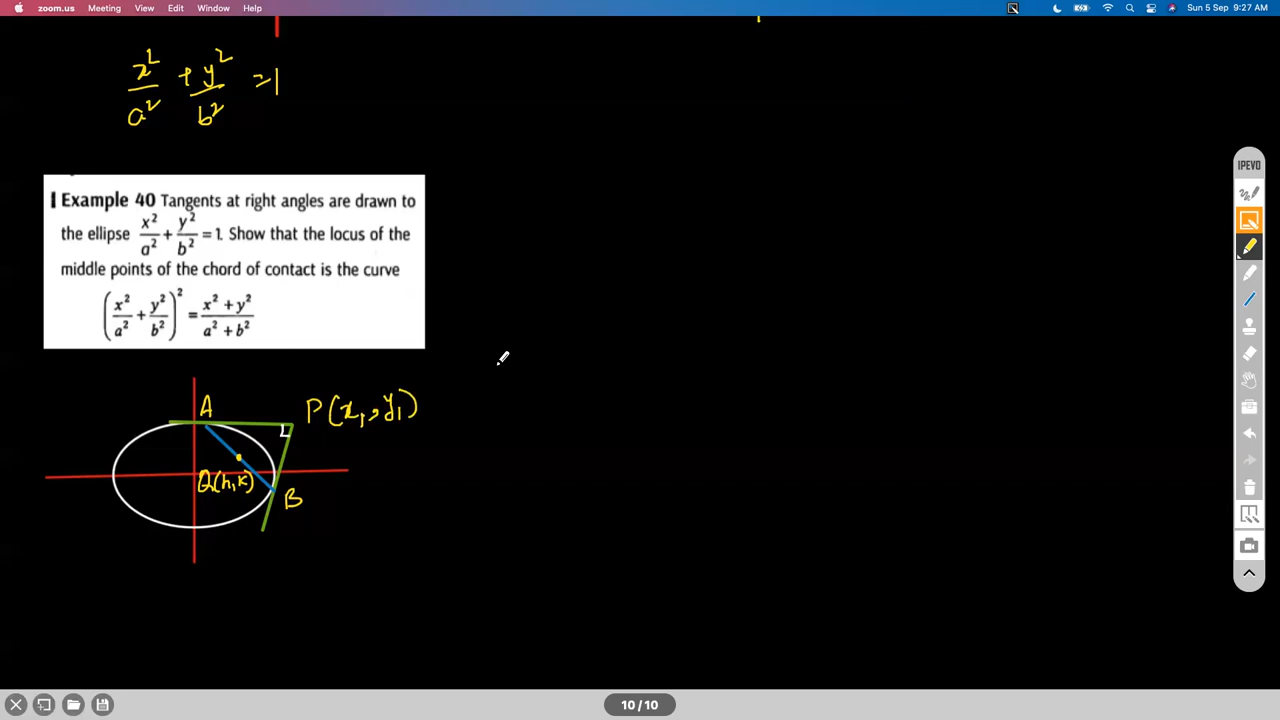 zoom.us Meeting View Edit Window Help Sun 5 Sep 9:27 AM
x²/a² + y²/b² = 1
Example 40 Tangents at right angles are drawn to
the ellipse x²/a² + y²/b² = 1. Show that the locus of the
middle points of the chord of contact is the curve
(x²/a² + y²/b²)² = (x² + y²)/(a² + b²)
IPEVO
A
P(x₁, y₁)
Q(h, k)
B
10 / 10